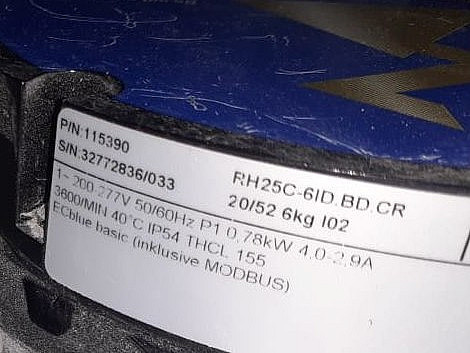 P/N:115390
S/N:32772836/033
RH25C-6ID.BD.CR
20/52 6kg I02
1~ 200-277V 50/60Hz P1 0,78kW 4,0-2,9A
3800/MIN 40°C IP54 THCL 155
ECblue basic (inklusive MODBUS)